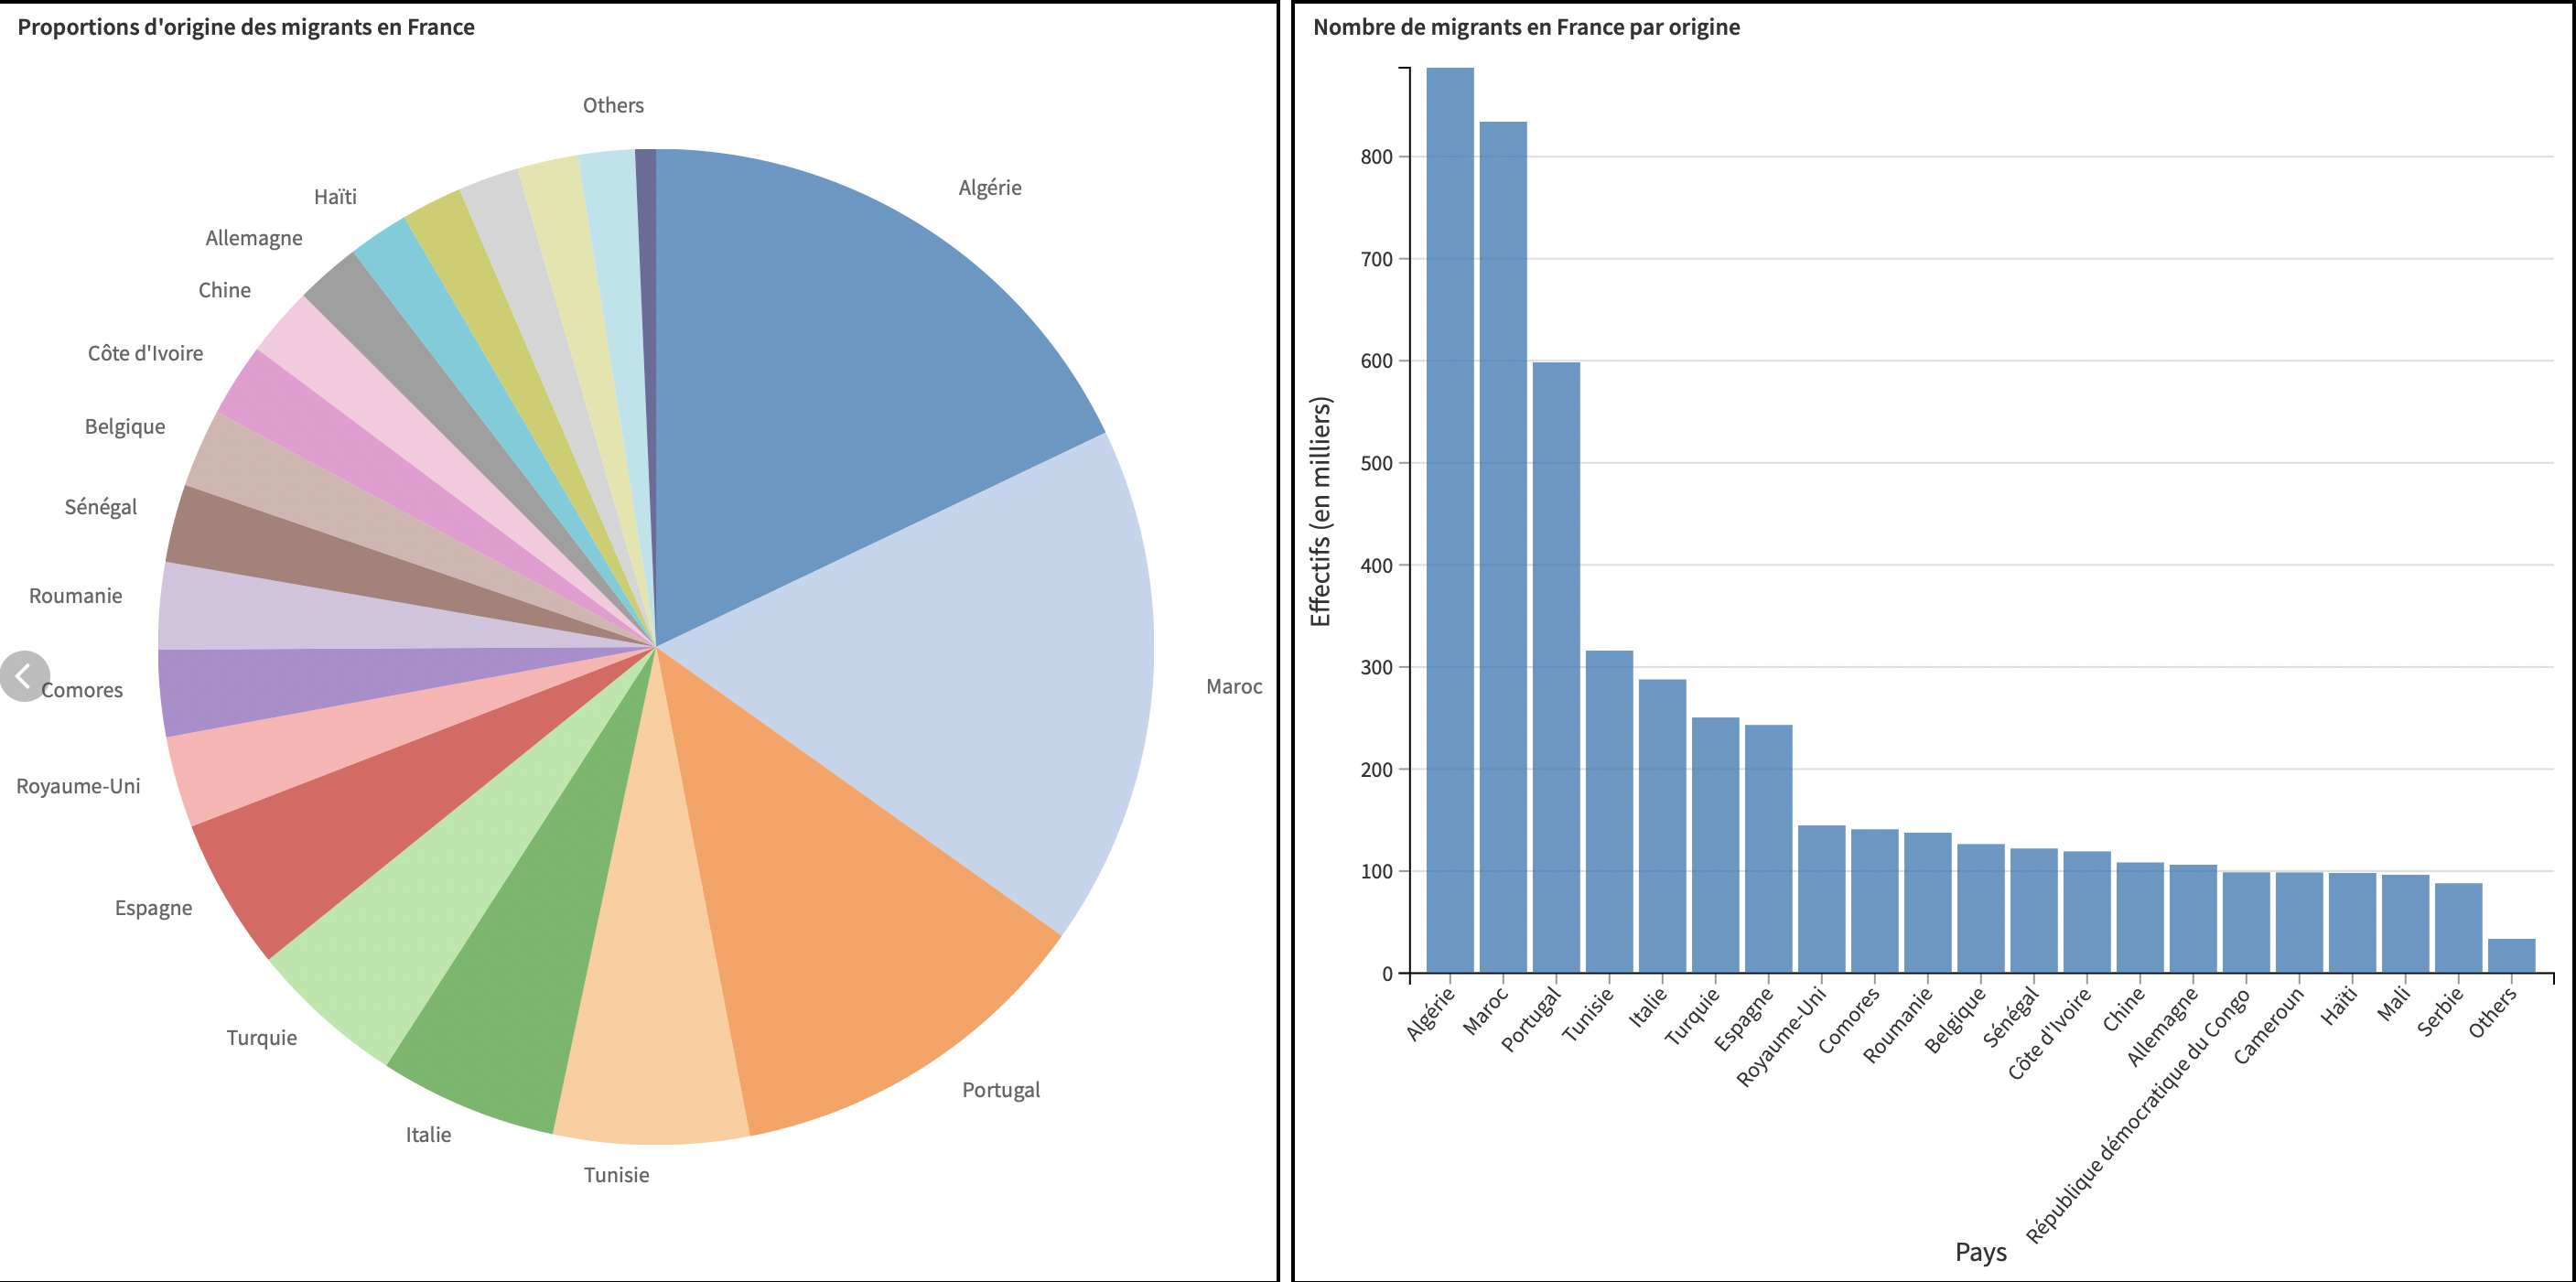 Proportions d'origine des migrants en France
Others
Algérie
Haïti
Allemagne
Chine
Côte d'Ivoire
Belgique
Sénégal
Roumanie
Comores
Maroc
Royaume-Uni
Espagne
Turquie
Portugal
Italie
Tunisie
Nombre de migrants en France par origine
800
700
600
500
400
300
200
100
0
Effectifs (en milliers)
Algérie
Maroc
Portugal
Tunisie
Italie
Turquie
Espagne
Royaume-Uni
Comores
Roumanie
Belgique
Sénégal
Côte d'Ivoire
Chine
Allemagne
République démocratique du Congo
Cameroun
Haïti
Mali
Serbie
Others
Pays